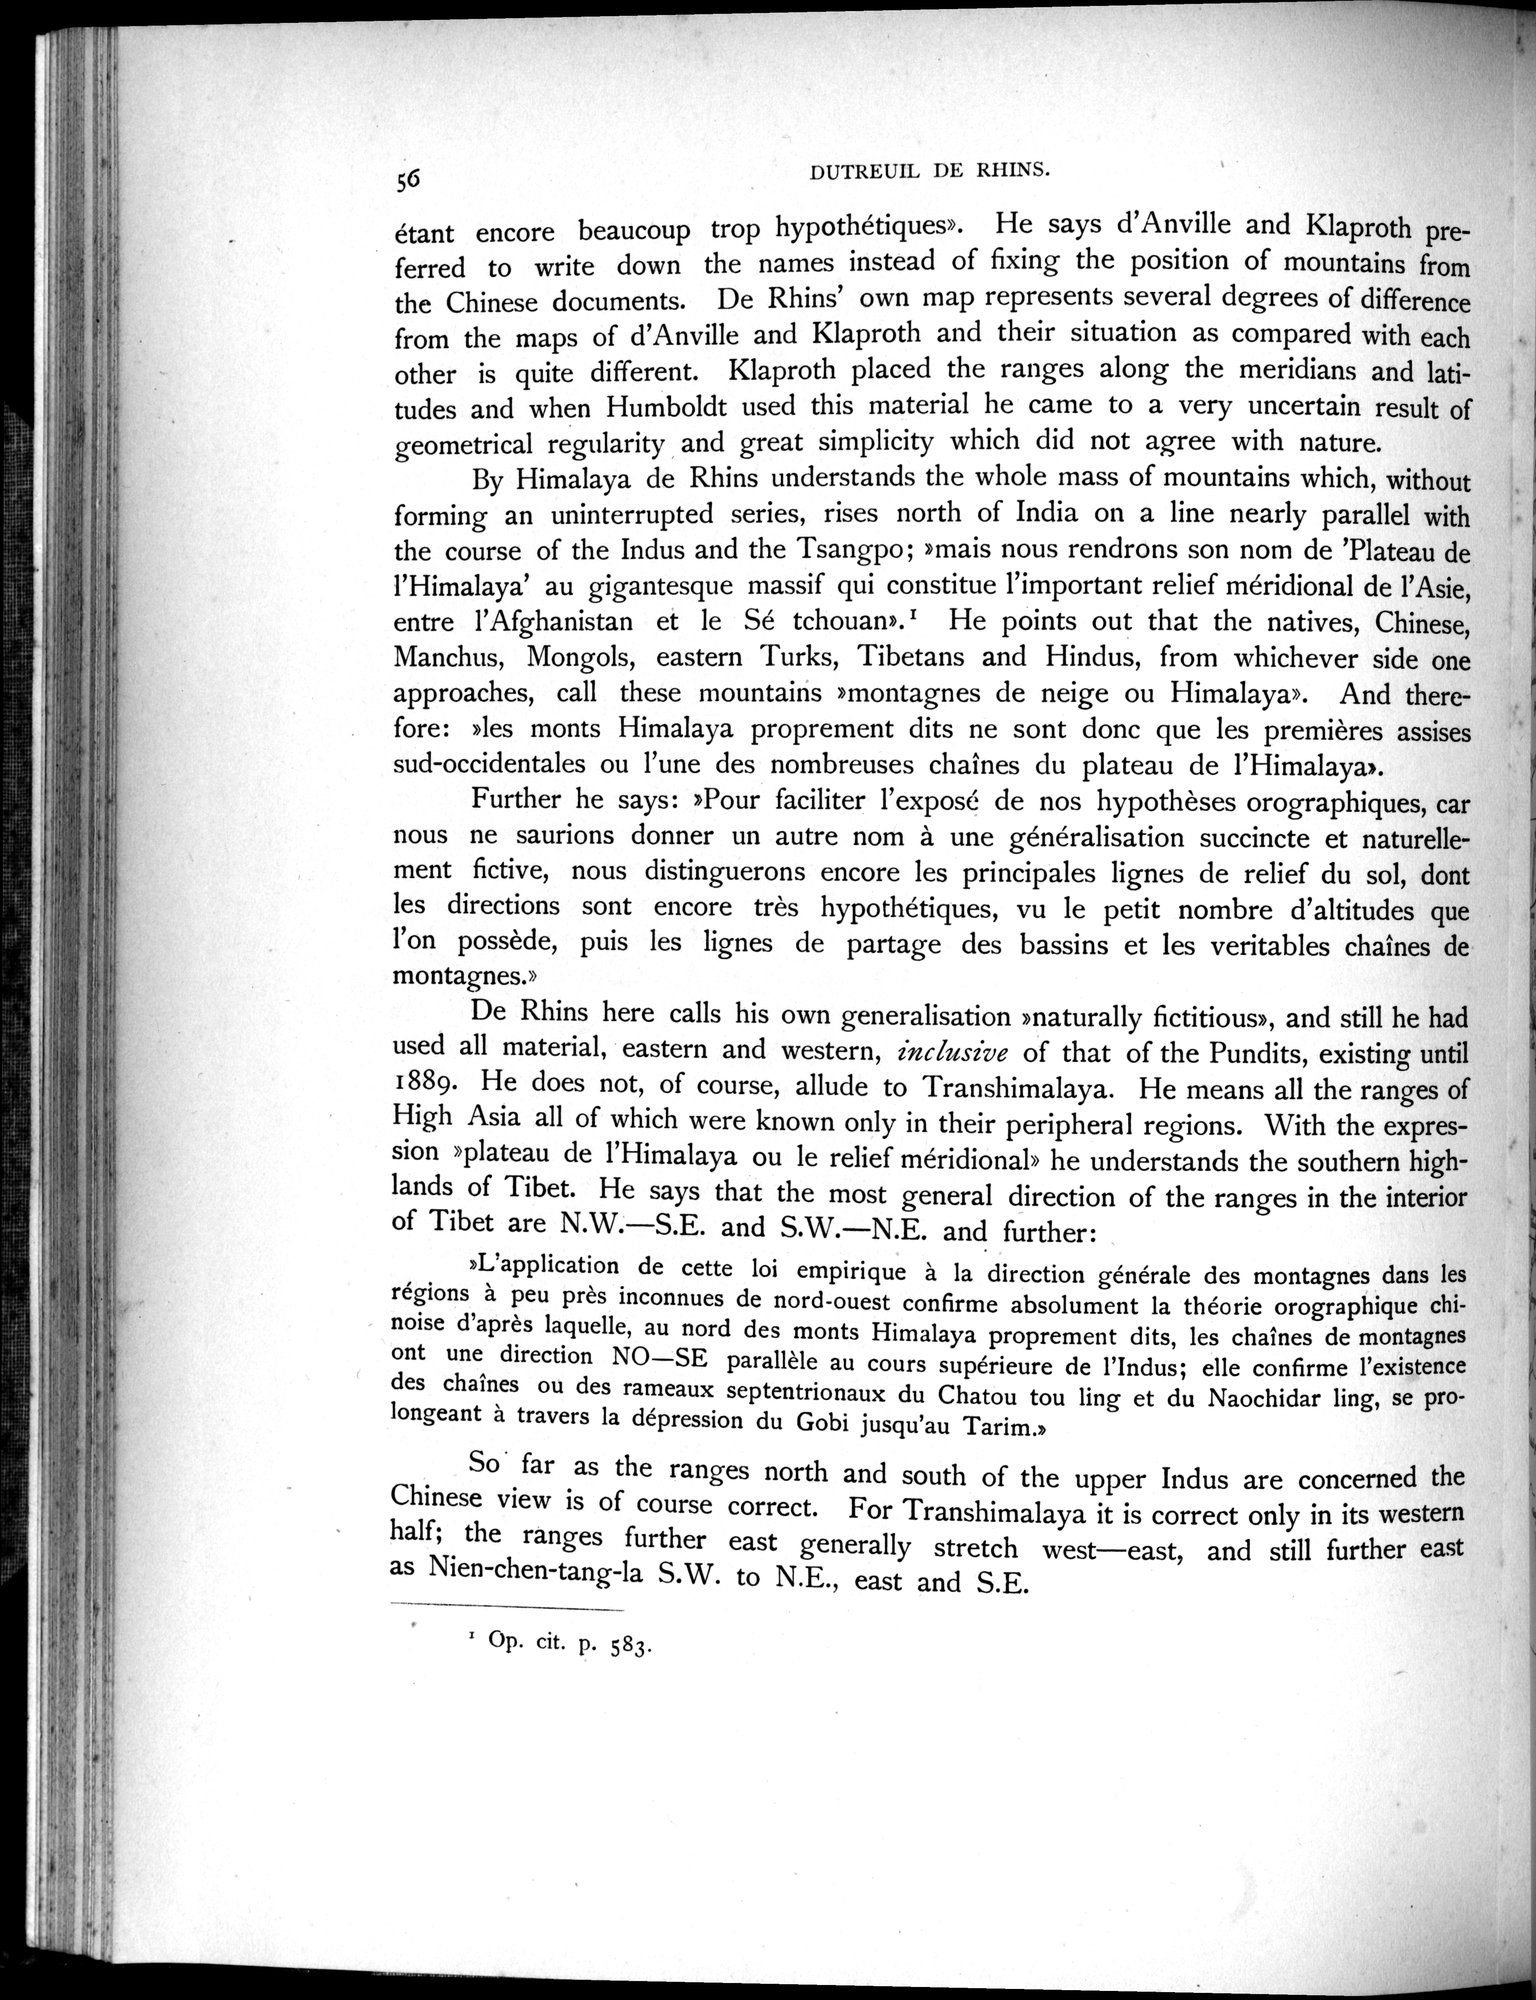 56
DUTREUIL DE RHINS.
étant encore beaucoup trop hypothétiques». He says d'Anville and Klaproth pre-
ferred to write down the names instead of fixing the position of mountains from
the Chinese documents. De Rhins' own map represents several degrees of difference
from the maps of d'Anville and Klaproth and their situation as compared with each
other is quite different. Klaproth placed the ranges along the meridians and lati-
tudes and when Humboldt used this material he came to a very uncertain result of
geometrical regularity and great simplicity which did not agree with nature.
By Himalaya de Rhins understands the whole mass of mountains which, without
forming an uninterrupted series, rises north of India on a line nearly parallel with
the course of the Indus and the Tsangpo; »mais nous rendrons son nom de 'Plateau de
l'Himalaya' au gigantesque massif qui constitue l'important relief méridional de l'Asie,
entre l'Afghanistan et le Sé tchouan».¹ He points out that the natives, Chinese,
Manchus, Mongols, eastern Turks, Tibetans and Hindus, from whichever side one
approaches, call these mountains »montagnes de neige ou Himalaya». And there-
fore: »les monts Himalaya proprement dits ne sont donc que les premières assises
sud-occidentales ou l'une des nombreuses chaînes du plateau de l'Himalaya».
Further he says: »Pour faciliter l'exposé de nos hypothèses orographiques, car
nous ne saurions donner un autre nom à une généralisation succincte et naturelle-
ment fictive, nous distinguerons encore les principales lignes de relief du sol, dont
les directions sont encore très hypothétiques, vu le petit nombre d'altitudes que
l'on possède, puis les lignes de partage des bassins et les veritables chaînes de
montagnes.»
De Rhins here calls his own generalisation »naturally fictitious», and still he had
used all material, eastern and western, inclusive of that of the Pundits, existing until
1889. He does not, of course, allude to Transhimalaya. He means all the ranges of
High Asia all of which were known only in their peripheral regions. With the expres-
sion »plateau de l'Himalaya ou le relief méridional» he understands the southern high-
lands of Tibet. He says that the most general direction of the ranges in the interior
of Tibet are N.W.—S.E. and S.W.—N.E. and further:
»L'application de cette loi empirique à la direction générale des montagnes dans les
régions à peu près inconnues de nord-ouest confirme absolument la théorie orographique chi-
noise d'après laquelle, au nord des monts Himalaya proprement dits, les chaînes de montagnes
ont une direction NO—SE parallèle au cours supérieure de l'Indus; elle confirme l'existence
des chaînes ou des rameaux septentrionaux du Chatou tou ling et du Naochidar ling, se pro-
longeant à travers la dépression du Gobi jusqu'au Tarim.»
So far as the ranges north and south of the upper Indus are concerned the
Chinese view is of course correct. For Transhimalaya it is correct only in its western
half; the ranges further east generally stretch west—east, and still further east
as Nien-chen-tang-la S.W. to N.E., east and S.E.
¹ Op. cit. p. 583.